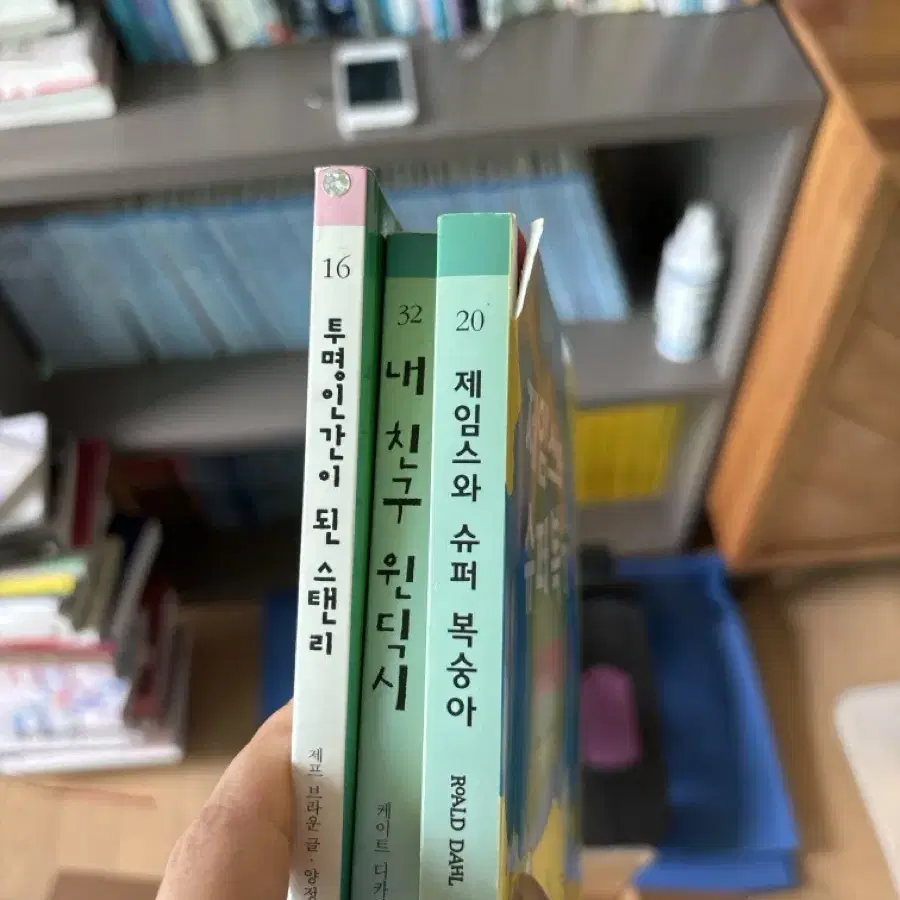 16
투명인간이 된 스탠리
제프 브라운 글 · 양정
32
내 친구 윈딕시
케이트 디카
20
제임스와 슈퍼 복숭아
ROALD DAHL